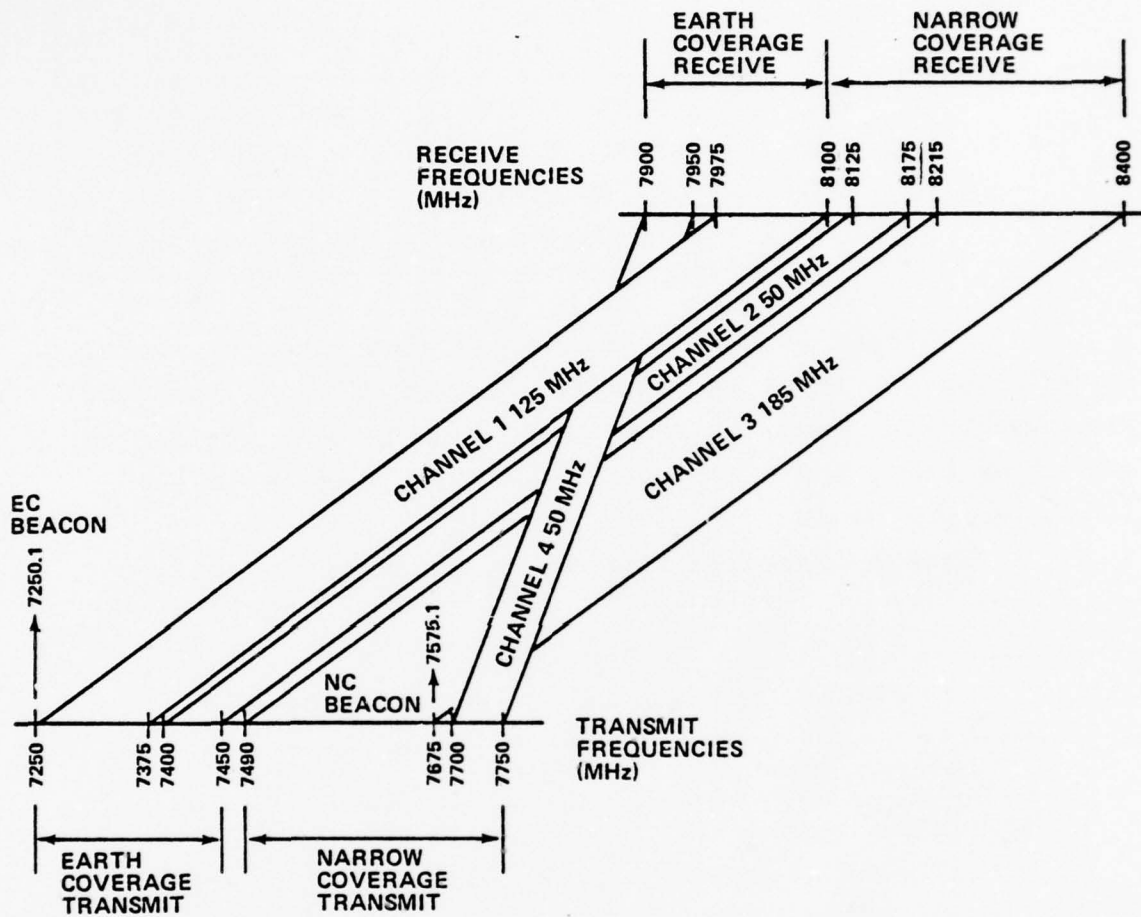 EARTH
COVERAGE
RECEIVE
NARROW
COVERAGE
RECEIVE
RECEIVE
FREQUENCIES
(MHz)
7900
7950
7975
8100
8125
8175
8215
8400
CHANNEL 1 125 MHz
CHANNEL 2 50 MHz
CHANNEL 3 185 MHz
CHANNEL 4 50 MHz
EC
BEACON
7250.1
NC
BEACON
7575.1
TRANSMIT
FREQUENCIES
(MHz)
7250
7375
7400
7450
7490
7675
7700
7750
EARTH
COVERAGE
TRANSMIT
NARROW
COVERAGE
TRANSMIT